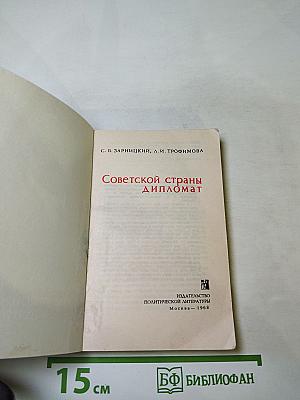 С. В. ЗАРНИЦКИЙ, Л. И. ТРОФИМОВА
Советской страны
дипломат
ИЗДАТЕЛЬСТВО
ПОЛИТИЧЕСКОЙ ЛИТЕРАТУРЫ
Москва — 1968
15 см
БФ БИБЛИОФАН